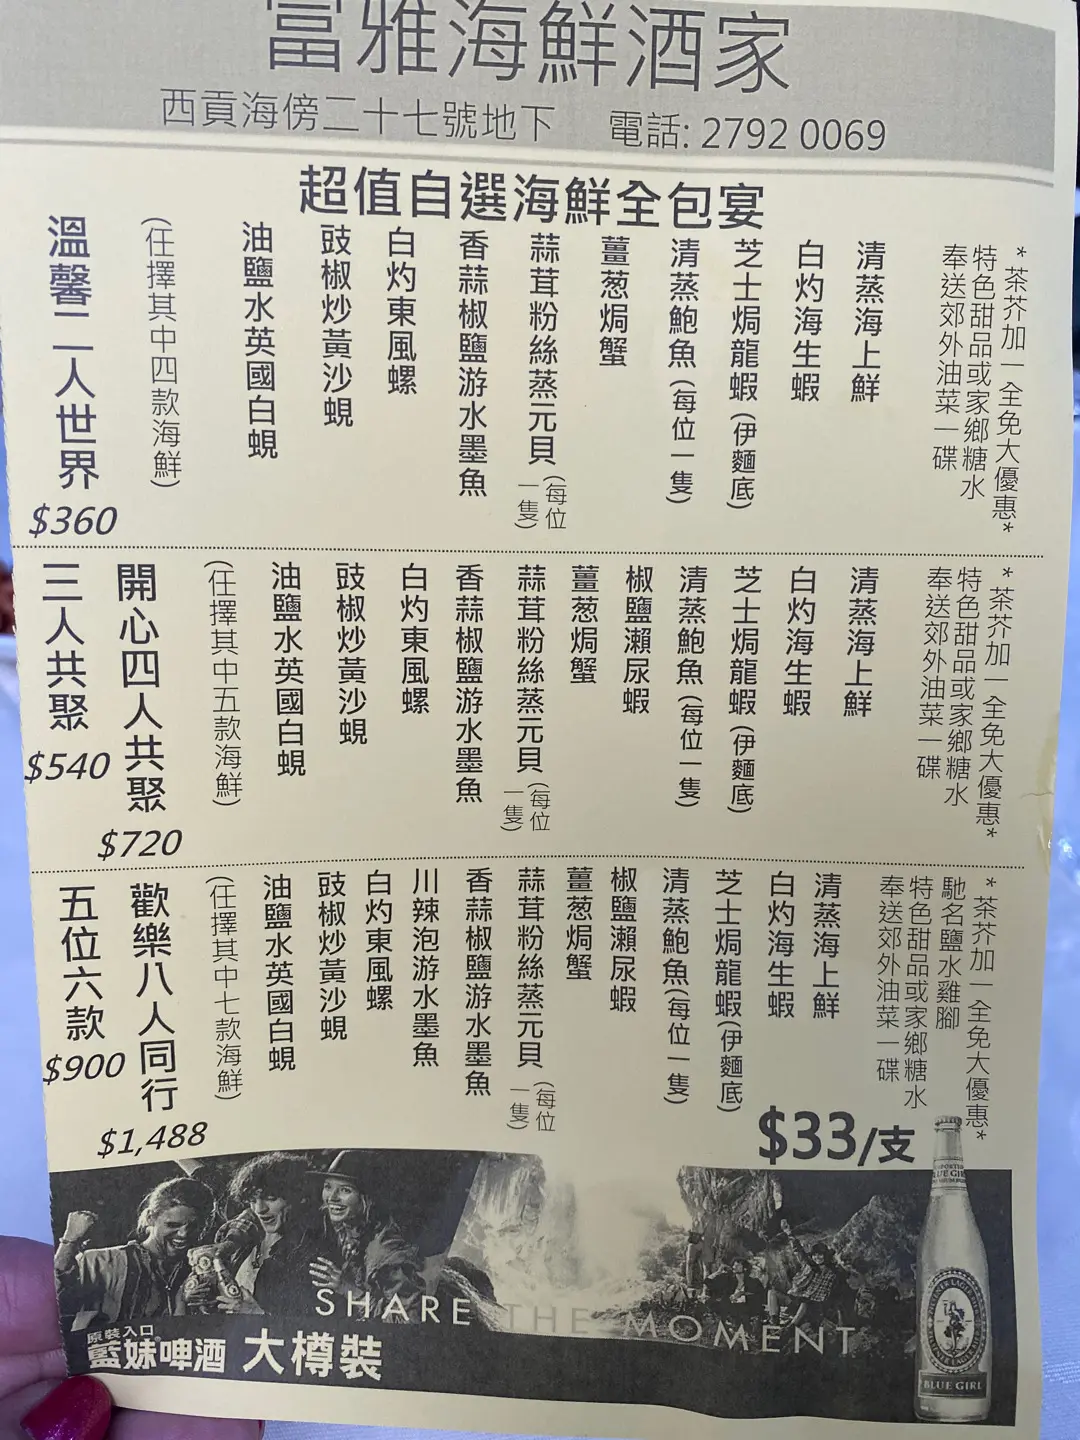 富雅海鮮酒家
西貢海傍二十七號地下 電話: 2792 0069
超值自選海鮮全包宴
*茶芥加一全免大優惠*
特色甜品或家鄉糖水
奉送郊外油菜一碟
清蒸海上鮮
白灼海生蝦
芝士焗龍蝦(伊麵底)
清蒸鮑魚(每位一隻)
薑葱焗蟹
蒜茸粉絲蒸元貝(每位一隻)
香蒜椒鹽游水墨魚
白灼東風螺
豉椒炒黃沙蜆
油鹽水英國白蜆
(任擇其中四款海鮮)
溫馨二人世界
$360
*茶芥加一全免大優惠*
特色甜品或家鄉糖水
奉送郊外油菜一碟
清蒸海上鮮
白灼海生蝦
芝士焗龍蝦(伊麵底)
清蒸鮑魚(每位一隻)
椒鹽瀨尿蝦
薑葱焗蟹
蒜茸粉絲蒸元貝(每位一隻)
香蒜椒鹽游水墨魚
白灼東風螺
豉椒炒黃沙蜆
油鹽水英國白蜆
(任擇其中五款海鮮)
開心四人共聚
$720
三人共聚
$540
*茶芥加一全免大優惠*
馳名鹽水雞腳
特色甜品或家鄉糖水
奉送郊外油菜一碟
清蒸海上鮮
白灼海生蝦
芝士焗龍蝦(伊麵底)
清蒸鮑魚(每位一隻)
椒鹽瀨尿蝦
薑葱焗蟹
蒜茸粉絲蒸元貝(每位一隻)
香蒜椒鹽游水墨魚
川辣泡游水墨魚
白灼東風螺
豉椒炒黃沙蜆
油鹽水英國白蜆
(任擇其中七款海鮮)
歡樂八人同行
$1,488
五位六款
$900
$33/支
SHARE THE MOMENT
原裝入口
藍妹啤酒 大樽裝
BLUE GIRL